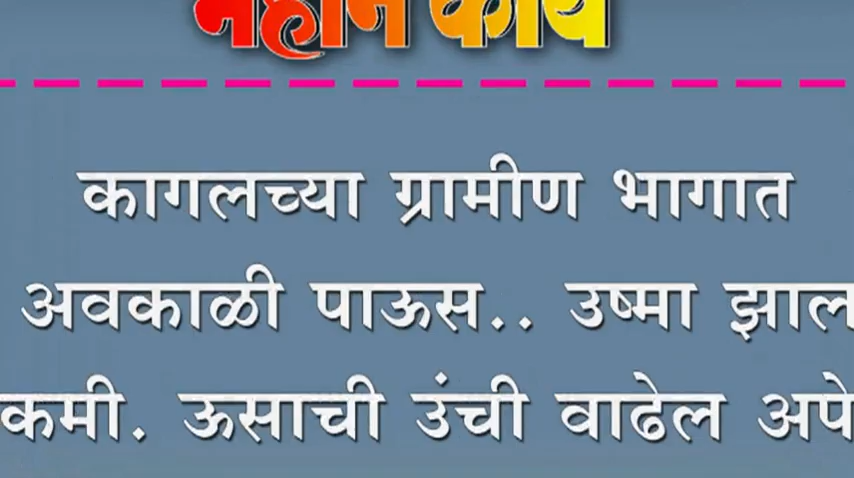 महान कार्य
कागलच्या ग्रामीण भागात
अवकाळी पाऊस.. उष्मा झाल
कमी. ऊसाची उंची वाढेल अपे